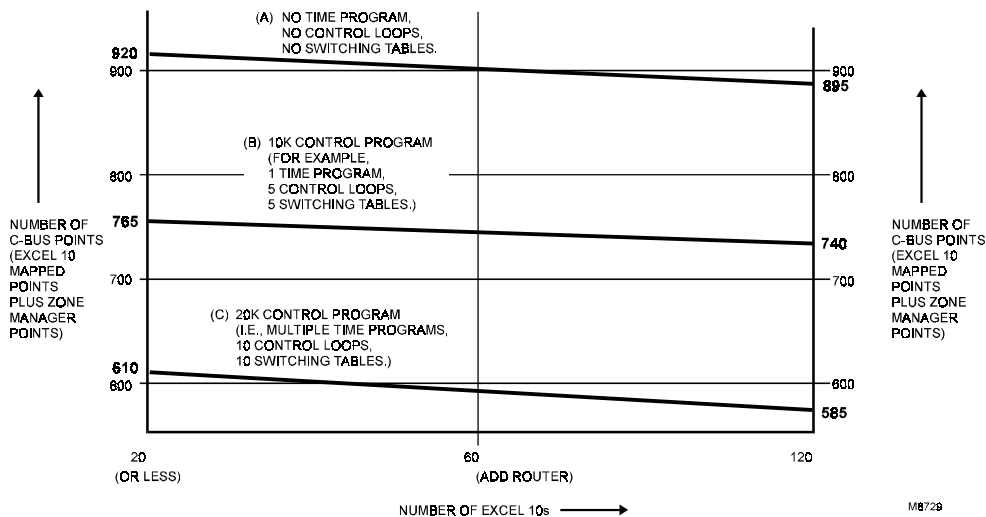 (A) NO TIME PROGRAM,
NO CONTROL LOOPS,
NO SWITCHING TABLES.
920
900
900
895
(B) 10K CONTROL PROGRAM
(FOR EXAMPLE,
1 TIME PROGRAM,
5 CONTROL LOOPS,
5 SWITCHING TABLES.)
800
800
765
740
NUMBER OF
C-BUS POINTS
(EXCEL 10
MAPPED
POINTS
PLUS ZONE
MANAGER
POINTS)
NUMBER OF
C-BUS POINTS
(EXCEL 10
MAPPED
POINTS
PLUS ZONE
MANAGER
POINTS)
700
700
(C) 20K CONTROL PROGRAM
(I.E., MULTIPLE TIME PROGRAMS,
10 CONTROL LOOPS,
10 SWITCHING TABLES.)
610
600
600
585
20
(OR LESS)
60
(ADD ROUTER)
120
NUMBER OF EXCEL 10s
M8729